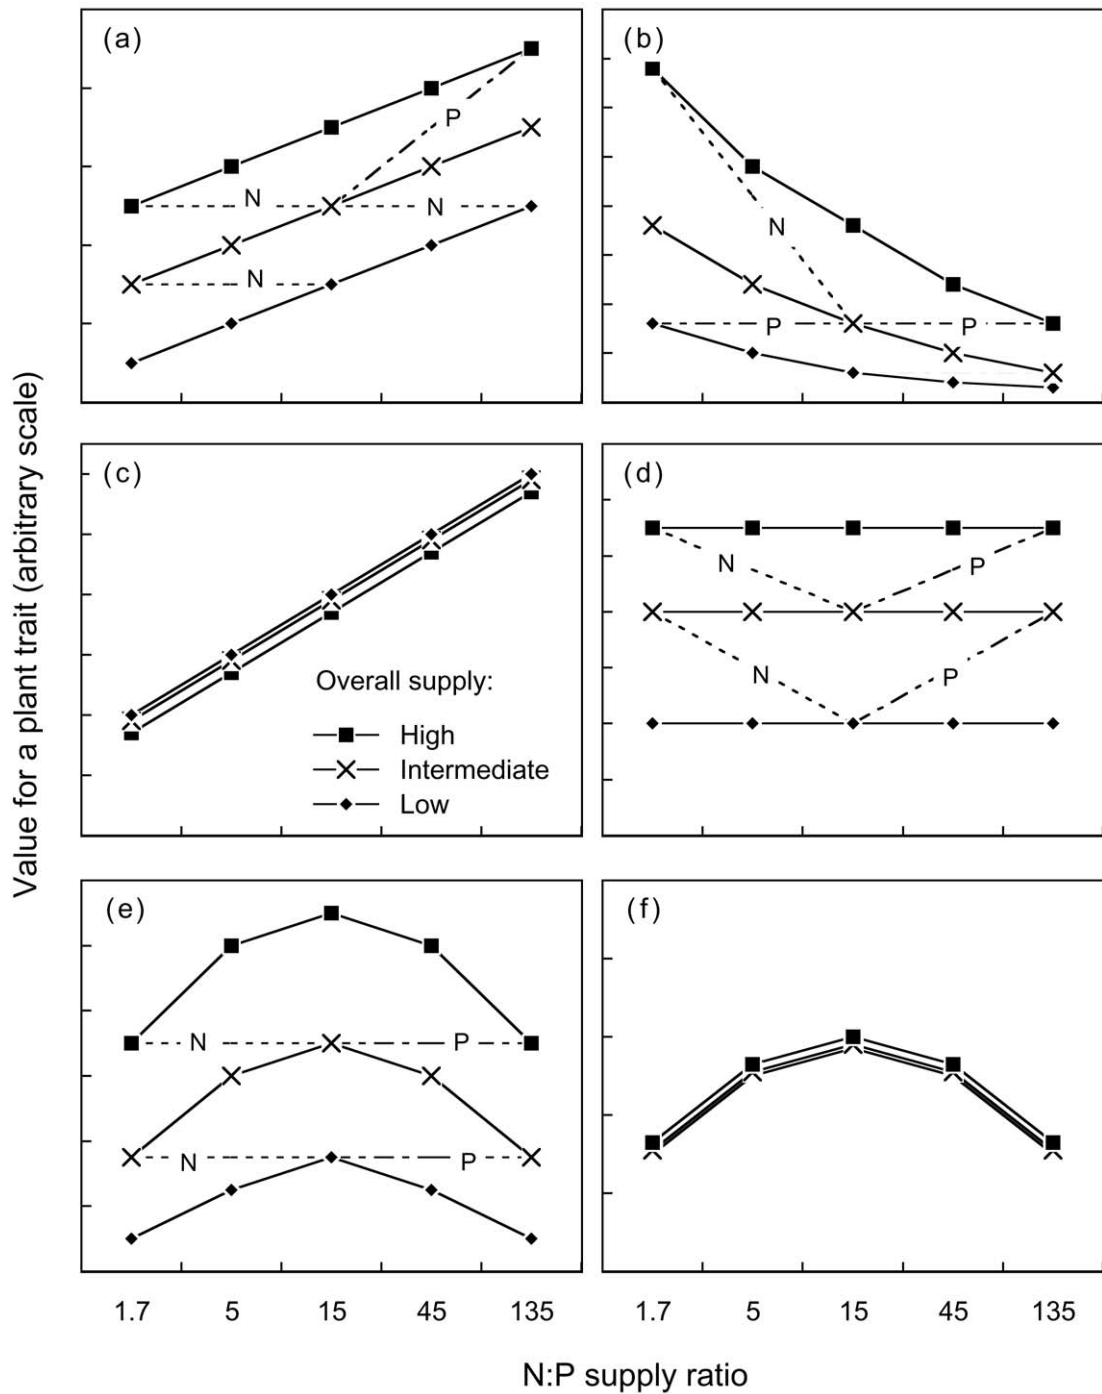 (a)
P
N
N
N
(b)
N
P
P
(c)
Overall supply:
High
Intermediate
Low
(d)
N
P
N
P
(e)
N
P
N
P
(f)
1.7 5 15 45 135
1.7 5 15 45 135
N:P supply ratio
Value for a plant trait (arbitrary scale)